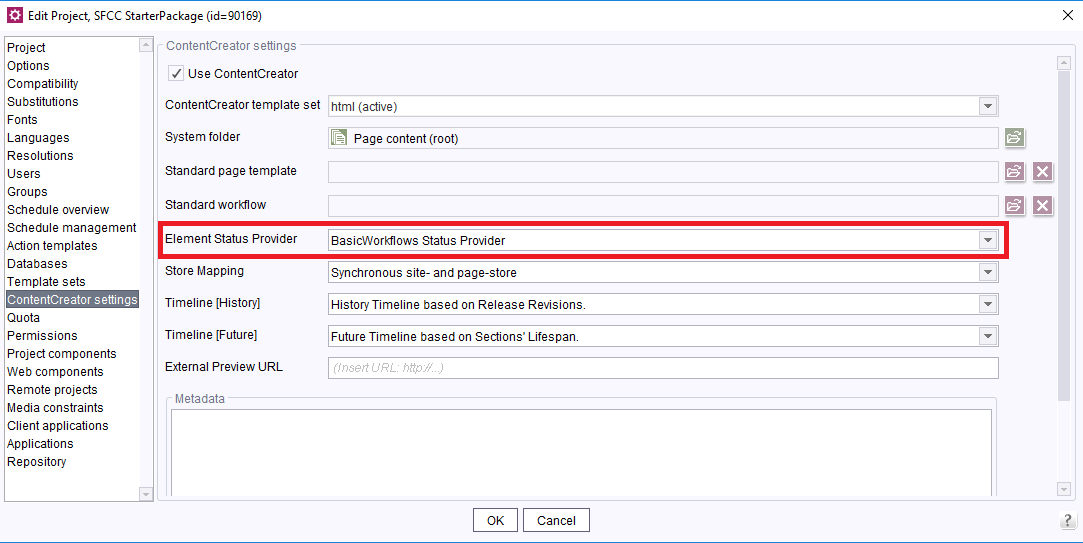 Edit Project, SFCC StarterPackage (id=90169)
Project
Options
Compatibility
Substitutions
Fonts
Languages
Resolutions
Users
Groups
Schedule overview
Schedule management
Action templates
Databases
Template sets
ContentCreator settings
Quota
Permissions
Project components
Web components
Remote projects
Media constraints
Client applications
Applications
Repository
ContentCreator settings
Use ContentCreator
ContentCreator template set html (active)
System folder Page content (root)
Standard page template
Standard workflow
Element Status Provider BasicWorkflows Status Provider
Store Mapping Synchronous site- and page-store
Timeline [History] History Timeline based on Release Revisions.
Timeline [Future] Future Timeline based on Sections' Lifespan.
External Preview URL (Insert URL: http://...)
Metadata
OK Cancel ?